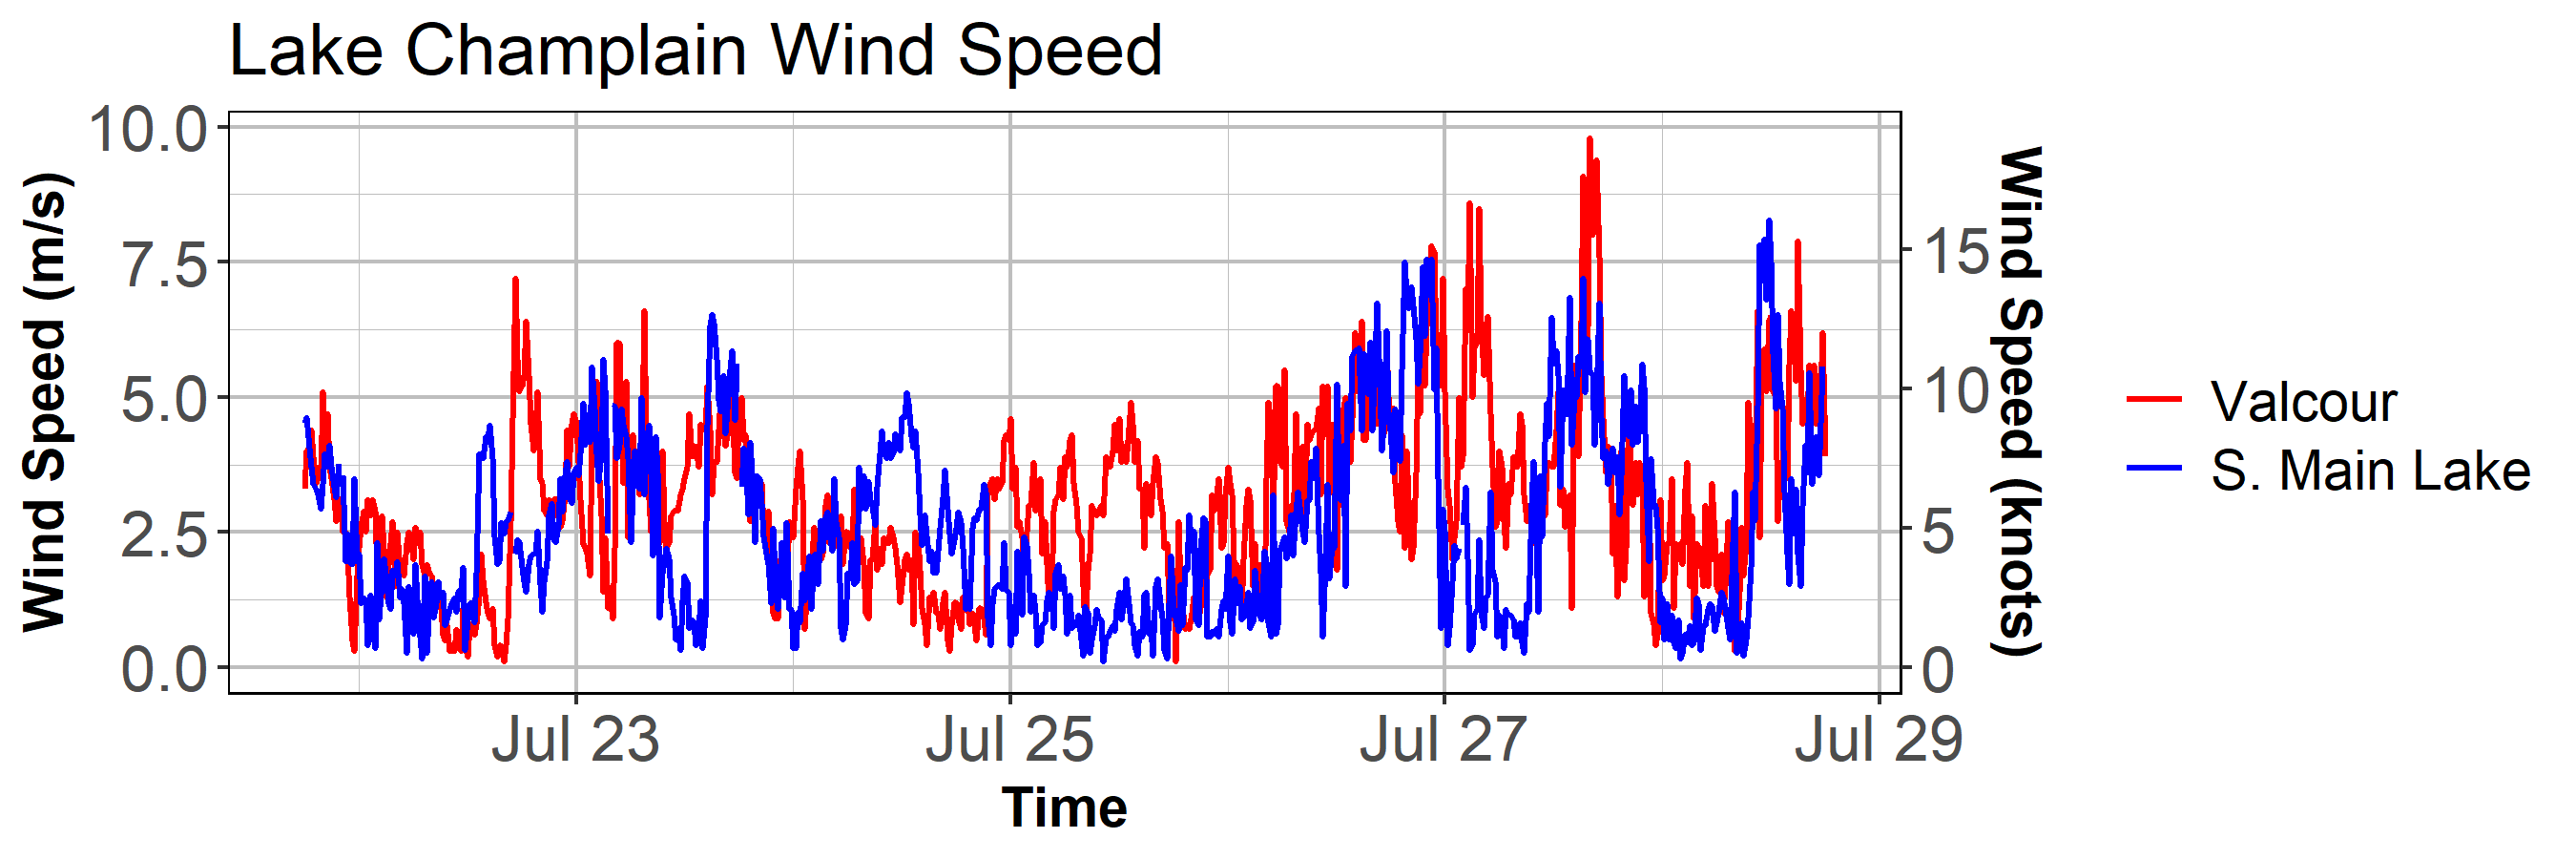 Lake Champlain Wind Speed
Wind Speed (m/s)
10.0
7.5
5.0
2.5
0.0
Wind Speed (knots)
15
10
5
0
Jul 23
Jul 25
Jul 27
Jul 29
Time
Valcour
S. Main Lake